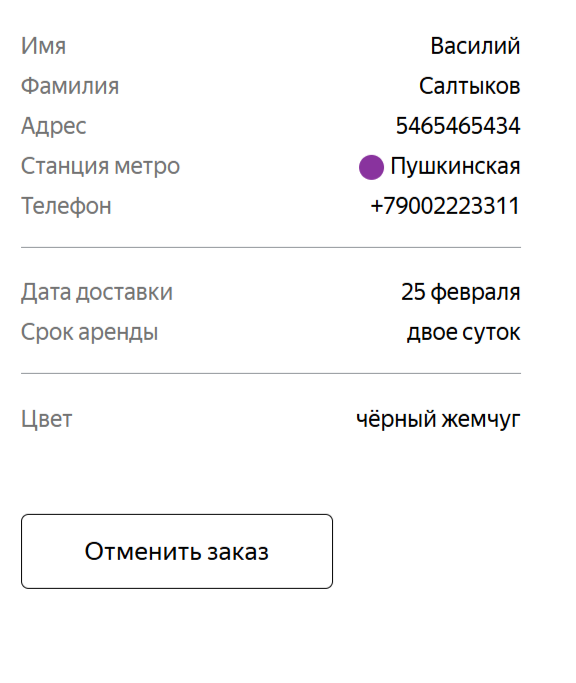 Имя Василий
Фамилия Салтыков
Адрес 5465465434
Станция метро Пушкинская
Телефон +79002223311
Дата доставки 25 февраля
Срок аренды двое суток
Цвет чёрный жемчуг
Отменить заказ